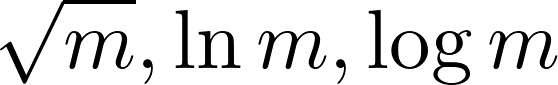 √m, ln m, log m